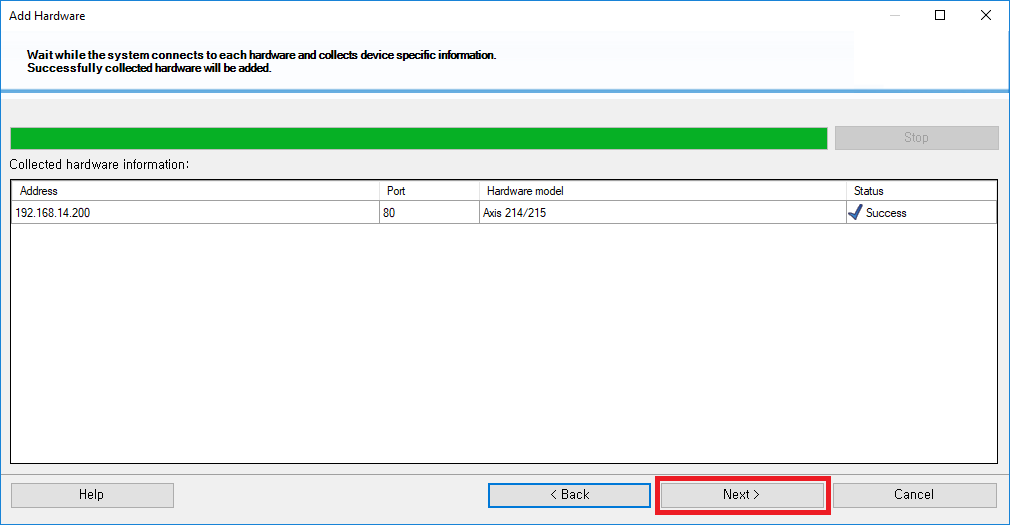 Add Hardware
Wait while the system connects to each hardware and collects device specific information.
Successfully collected hardware will be added.
Stop
Collected hardware information:
Address Port Hardware model Status
192.168.14.200 80 Axis 214/215 Success
Help < Back Next > Cancel